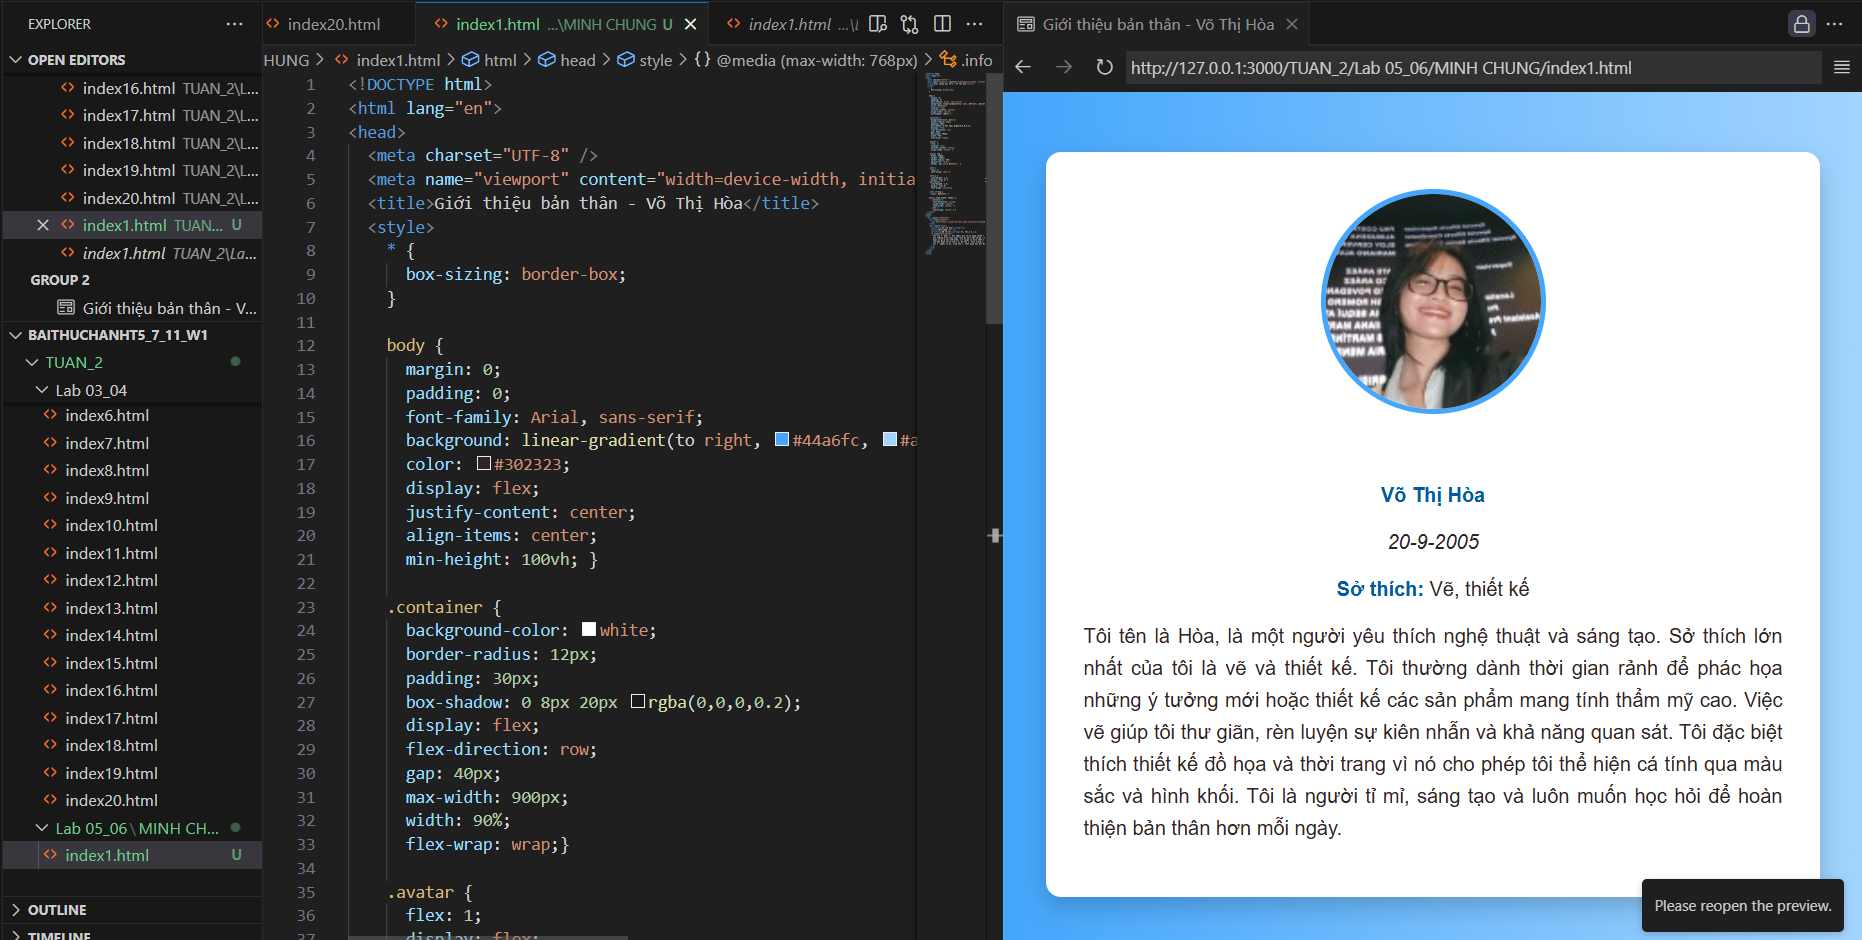 EXPLORER
OPEN EDITORS
index16.html TUAN_2\L...
index17.html TUAN_2\L...
index18.html TUAN_2\L...
index19.html TUAN_2\L...
index20.html TUAN_2\L...
index1.html TUAN... U
index1.html TUAN_2\La...
GROUP 2
Giới thiệu bản thân - V...
BAITHUCHANHT5_7_11_W1
TUAN_2
Lab 03_04
index6.html
index7.html
index8.html
index9.html
index10.html
index11.html
index12.html
index13.html
index14.html
index15.html
index16.html
index17.html
index18.html
index19.html
index20.html
Lab 05_06\MINH CH...
index1.html U
OUTLINE
TIMELINE
index20.html index1.html ...\MINH CHUNG U index1.html ...\L
HUNG > index1.html > html > head > style > {} @media (max-width: 768px) > .info
1 <!DOCTYPE html>
2 <html lang="en">
3 <head>
4 <meta charset="UTF-8" />
5 <meta name="viewport" content="width=device-width, initia
6 <title>Giới thiệu bản thân - Võ Thị Hòa</title>
7 <style>
8 * {
9 box-sizing: border-box;
10 }
11
12 body {
13 margin: 0;
14 padding: 0;
15 font-family: Arial, sans-serif;
16 background: linear-gradient(to right, #44a6fc, #a
17 color: #302323;
18 display: flex;
19 justify-content: center;
20 align-items: center;
21 min-height: 100vh; }
22
23 .container {
24 background-color: white;
25 border-radius: 12px;
26 padding: 30px;
27 box-shadow: 0 8px 20px rgba(0,0,0,0.2);
28 display: flex;
29 flex-direction: row;
30 gap: 40px;
31 max-width: 900px;
32 width: 90%;
33 flex-wrap: wrap;}
34
35 .avatar {
36 flex: 1;
37 display: flex;
Giới thiệu bản thân - Võ Thị Hòa
http://127.0.0.1:3000/TUAN_2/Lab 05_06/MINH CHUNG/index1.html
Võ Thị Hòa
20-9-2005
Sở thích: Vẽ, thiết kế
Tôi tên là Hòa, là một người yêu thích nghệ thuật và sáng tạo. Sở thích lớn
nhất của tôi là vẽ và thiết kế. Tôi thường dành thời gian rảnh để phác họa
những ý tưởng mới hoặc thiết kế các sản phẩm mang tính thẩm mỹ cao. Việc
vẽ giúp tôi thư giãn, rèn luyện sự kiên nhẫn và khả năng quan sát. Tôi đặc biệt
thích thiết kế đồ họa và thời trang vì nó cho phép tôi thể hiện cá tính qua màu
sắc và hình khối. Tôi là người tỉ mỉ, sáng tạo và luôn muốn học hỏi để hoàn
thiện bản thân hơn mỗi ngày.
Please reopen the preview.